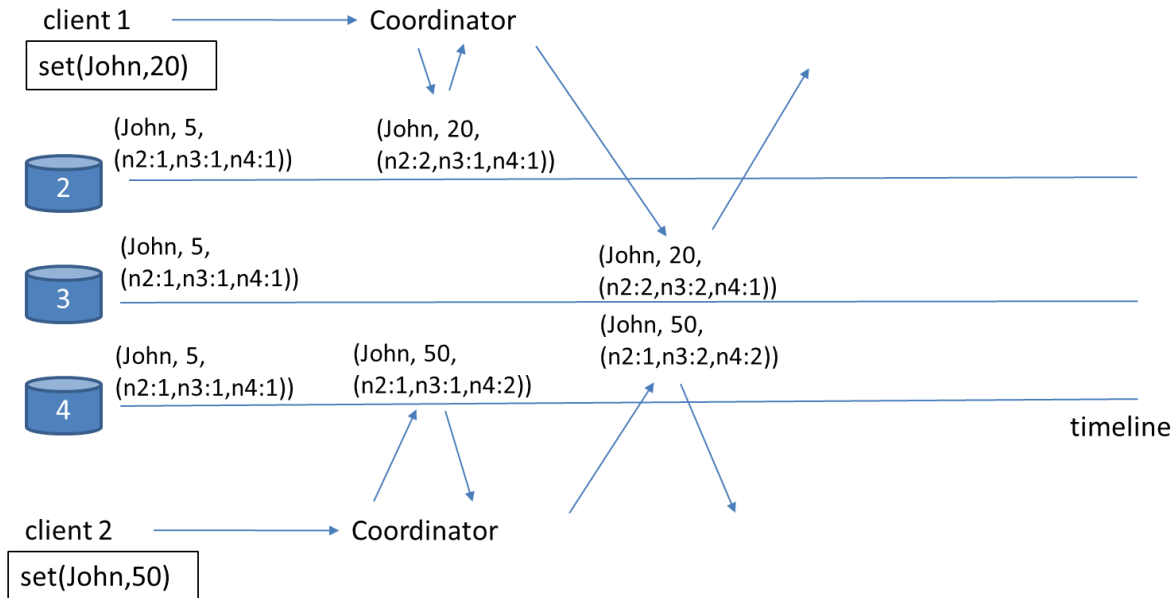 client 1
Coordinator
set(John,20)
(John, 5,
(n2:1,n3:1,n4:1))
(John, 20,
(n2:2,n3:1,n4:1))
2
(John, 5,
(n2:1,n3:1,n4:1))
(John, 20,
(n2:2,n3:2,n4:1))
3
(John, 50,
(n2:1,n3:2,n4:2))
(John, 5,
(n2:1,n3:1,n4:1))
(John, 50,
(n2:1,n3:1,n4:2))
4
timeline
client 2
Coordinator
set(John,50)